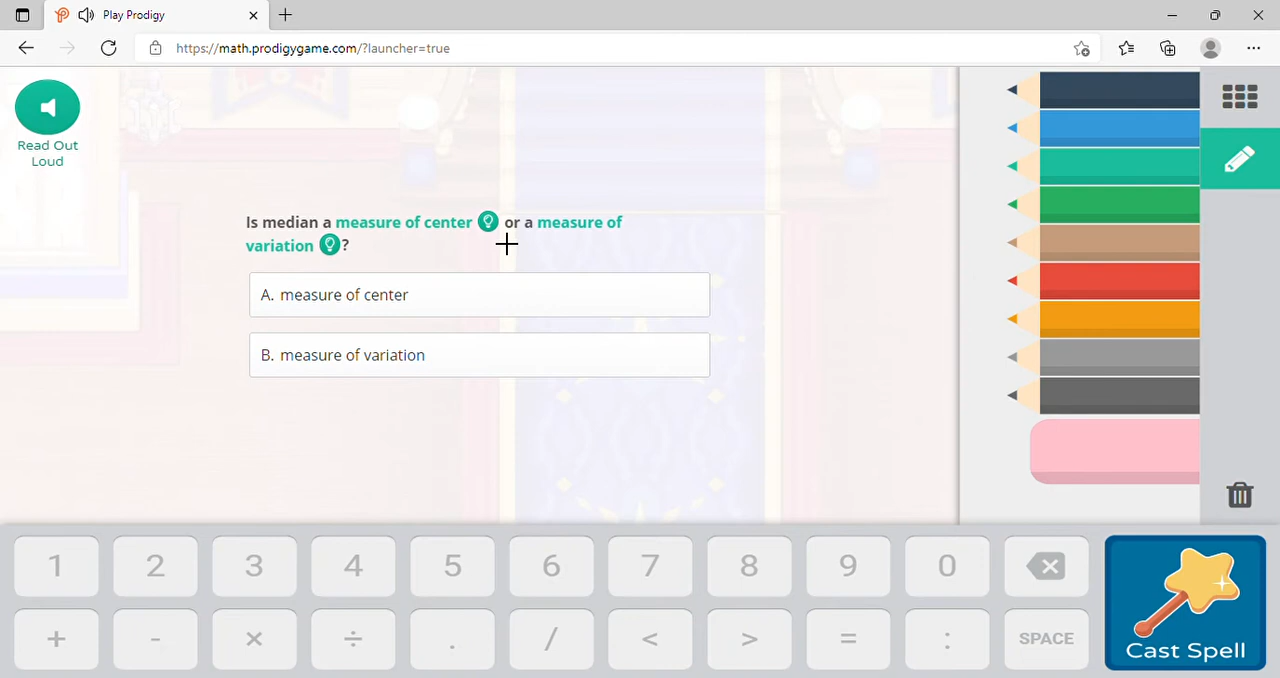 Play Prodigy
https://math.prodigygame.com/?launcher=true
Read Out
Loud
Is median a measure of center or a measure of
variation ?
A. measure of center
B. measure of variation
1 2 3 4 5 6 7 8 9 0
+ - × ÷ . / < > = : SPACE
Cast Spell